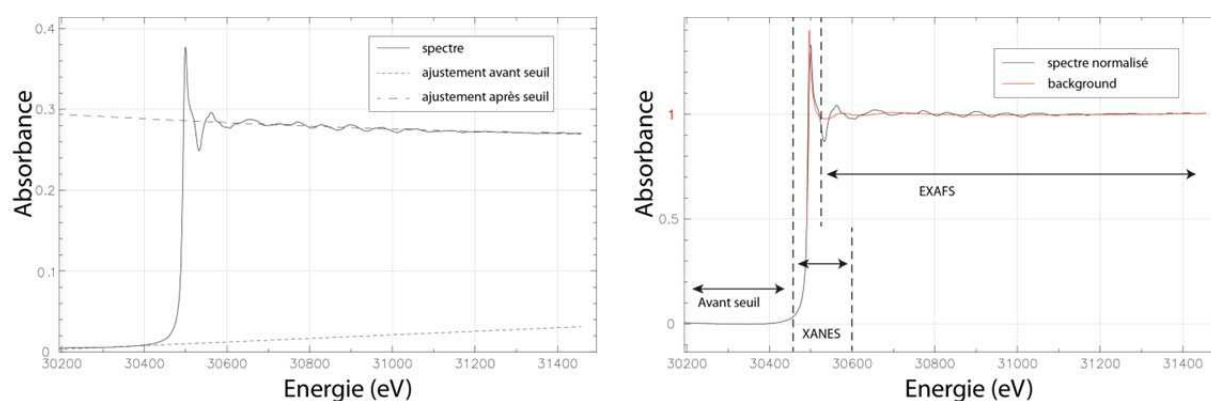 0.4
0.3
0.2
0.1
0
Absorbance
spectre
ajustement avant seuil
ajustement après seuil
30200 30400 30600 30800 31000 31200 31400
Energie (eV)
1
0.5
0
Absorbance
spectre normalisé
background
EXAFS
Avant seuil
XANES
30200 30400 30600 30800 31000 31200 31400
Energie (eV)